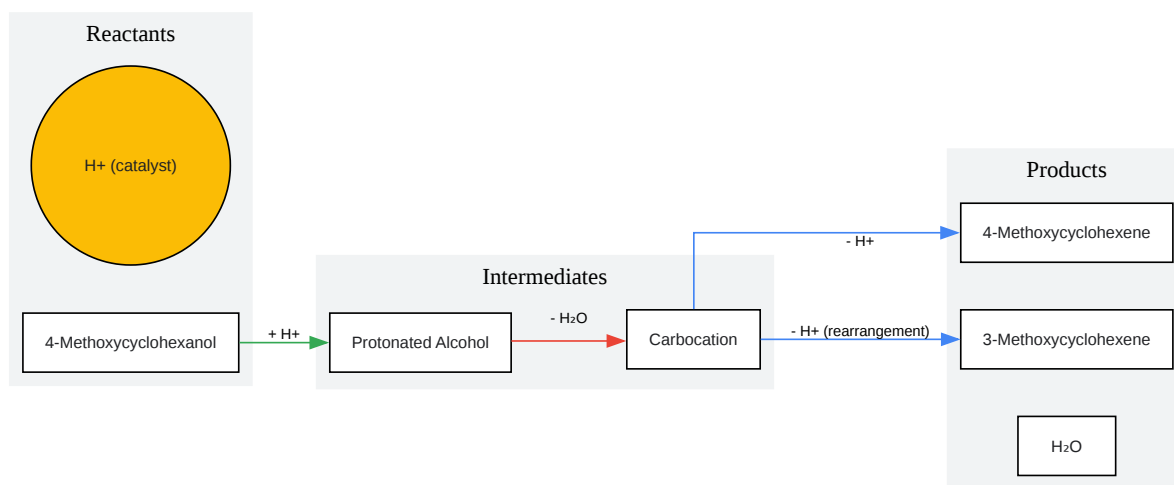 Reactants
H+ (catalyst)
4-Methoxycyclohexanol
+ H+
Intermediates
Protonated Alcohol
- H₂O
Carbocation
- H+
- H+ (rearrangement)
Products
4-Methoxycyclohexene
3-Methoxycyclohexene
H₂O